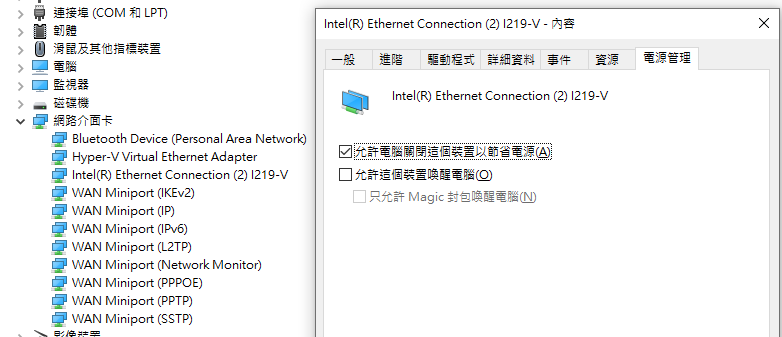 連接埠 (COM 和 LPT)
韌體
滑鼠及其他指標裝置
電腦
監視器
磁碟機
網路介面卡
Bluetooth Device (Personal Area Network)
Hyper-V Virtual Ethernet Adapter
Intel(R) Ethernet Connection (2) I219-V
WAN Miniport (IKEv2)
WAN Miniport (IP)
WAN Miniport (IPv6)
WAN Miniport (L2TP)
WAN Miniport (Network Monitor)
WAN Miniport (PPPOE)
WAN Miniport (PPTP)
WAN Miniport (SSTP)
影像裝置
Intel(R) Ethernet Connection (2) I219-V - 內容
一般 進階 驅動程式 詳細資料 事件 資源 電源管理
Intel(R) Ethernet Connection (2) I219-V
允許電腦關閉這個裝置以節省電源(A)
允許這個裝置喚醒電腦(O)
只允許 Magic 封包喚醒電腦(N)